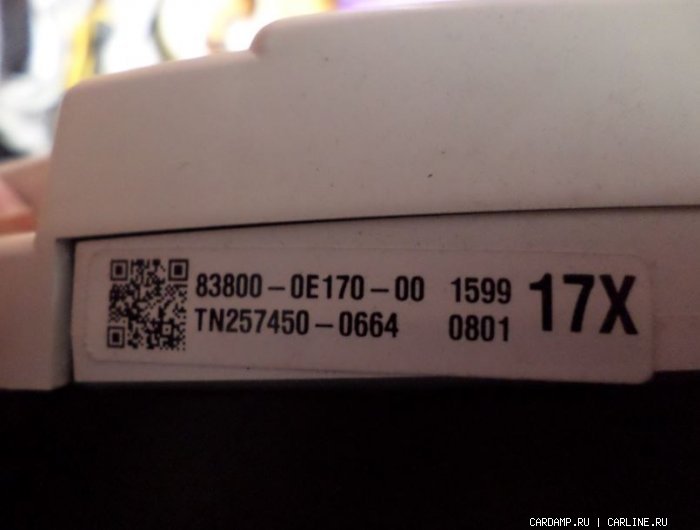 83800-0E170-00 1599 17X
TN257450-0664 0801
CARDAMP.RU | CARLINE.RU